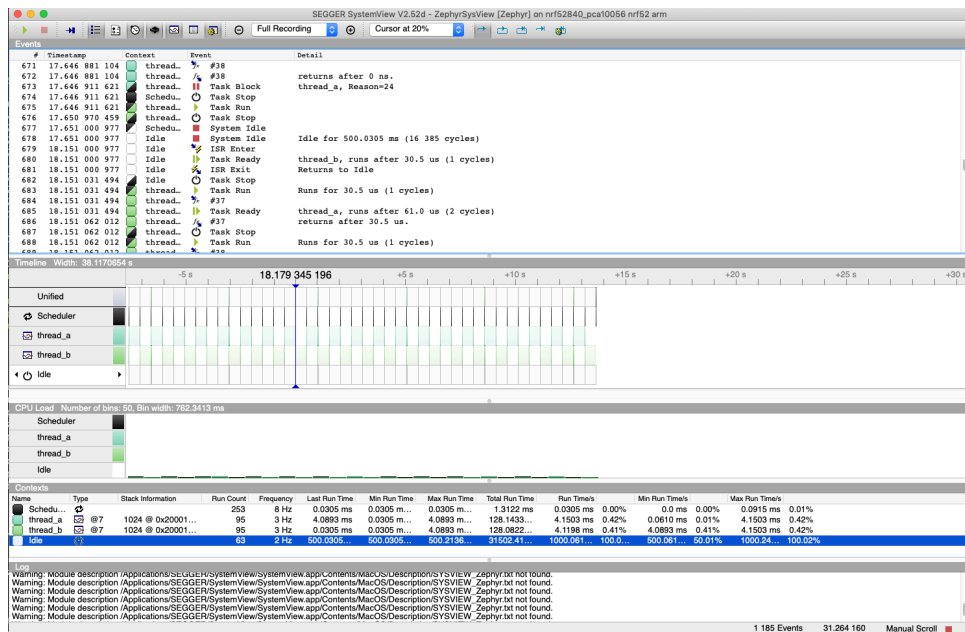 SEGGER SystemView V2.52d - ZephyrSysView [Zephyr] on nrf52840_pca10056 nrf52 arm
Full Recording Cursor at 20%
Events
# Timestamp Context Event Detail
671 17.646 881 104 thread… #38
672 17.646 881 104 thread… #38 returns after 0 ns.
673 17.646 911 621 thread… Task Block thread_a, Reason=24
674 17.646 911 621 Schedu… Task Stop
675 17.646 911 621 thread… Task Run
676 17.650 970 459 thread… Task Stop
677 17.651 000 977 Schedu… System Idle
678 17.651 000 977 Idle System Idle Idle for 500.0305 ms (16 385 cycles)
679 18.151 000 977 Idle ISR Enter
680 18.151 000 977 Idle Task Ready thread_b, runs after 30.5 us (1 cycles)
681 18.151 000 977 Idle ISR Exit Returns to Idle
682 18.151 031 494 Idle Task Stop
683 18.151 031 494 thread… Task Run Runs for 30.5 us (1 cycles)
684 18.151 031 494 thread… #37
685 18.151 031 494 thread… Task Ready thread_a, runs after 61.0 us (2 cycles)
686 18.151 062 012 thread… #37 returns after 30.5 us.
687 18.151 062 012 thread… Task Stop
688 18.151 062 012 thread… Task Run Runs for 30.5 us (1 cycles)
689 18.151 062 012 thread… #38
Timeline Width: 38.1170654 s
-5 s 18.179 345 196 +5 s +10 s +15 s +20 s +25 s +30 s
Unified
Scheduler
thread_a
thread_b
Idle
CPU Load Number of bins: 50, Bin width: 762.3413 ms
Scheduler
thread_a
thread_b
Idle
Contexts
Name Type Stack Information Run Count Frequency Last Run Time Min Run Time Max Run Time Total Run Time Run Time/s Min Run Time/s Max Run Time/s
Schedu… 253 8 Hz 0.0305 ms 0.0305 m… 0.0305 m… 1.3122 ms 0.0305 ms 0.00% 0.0 ms 0.00% 0.0915 ms 0.01%
thread_a @7 1024 @ 0x20001… 95 3 Hz 4.0893 ms 0.0305 m… 4.0893 m… 128.1433… 4.1503 ms 0.42% 0.0610 ms 0.01% 4.1503 ms 0.42%
thread_b @7 1024 @ 0x20001… 95 3 Hz 0.0305 ms 0.0305 m… 4.0893 m… 128.0822… 4.1198 ms 0.41% 4.0893 ms 0.41% 4.1503 ms 0.42%
Idle 63 2 Hz 500.0305… 500.0305… 500.2136… 31502.41… 1000.061… 100.0… 500.061… 50.01% 1000.24… 100.02%
Log
Warning: Module description /Applications/SEGGER/SystemView/SystemView.app/Contents/MacOS/Description/SYSVIEW_Zephyr.txt not found.
Warning: Module description /Applications/SEGGER/SystemView/SystemView.app/Contents/MacOS/Description/SYSVIEW_Zephyr.txt not found.
Warning: Module description /Applications/SEGGER/SystemView/SystemView.app/Contents/MacOS/Description/SYSVIEW_Zephyr.txt not found.
Warning: Module description /Applications/SEGGER/SystemView/SystemView.app/Contents/MacOS/Description/SYSVIEW_Zephyr.txt not found.
Warning: Module description /Applications/SEGGER/SystemView/SystemView.app/Contents/MacOS/Description/SYSVIEW_Zephyr.txt not found.
1 185 Events 31.264 160 Manual Scroll